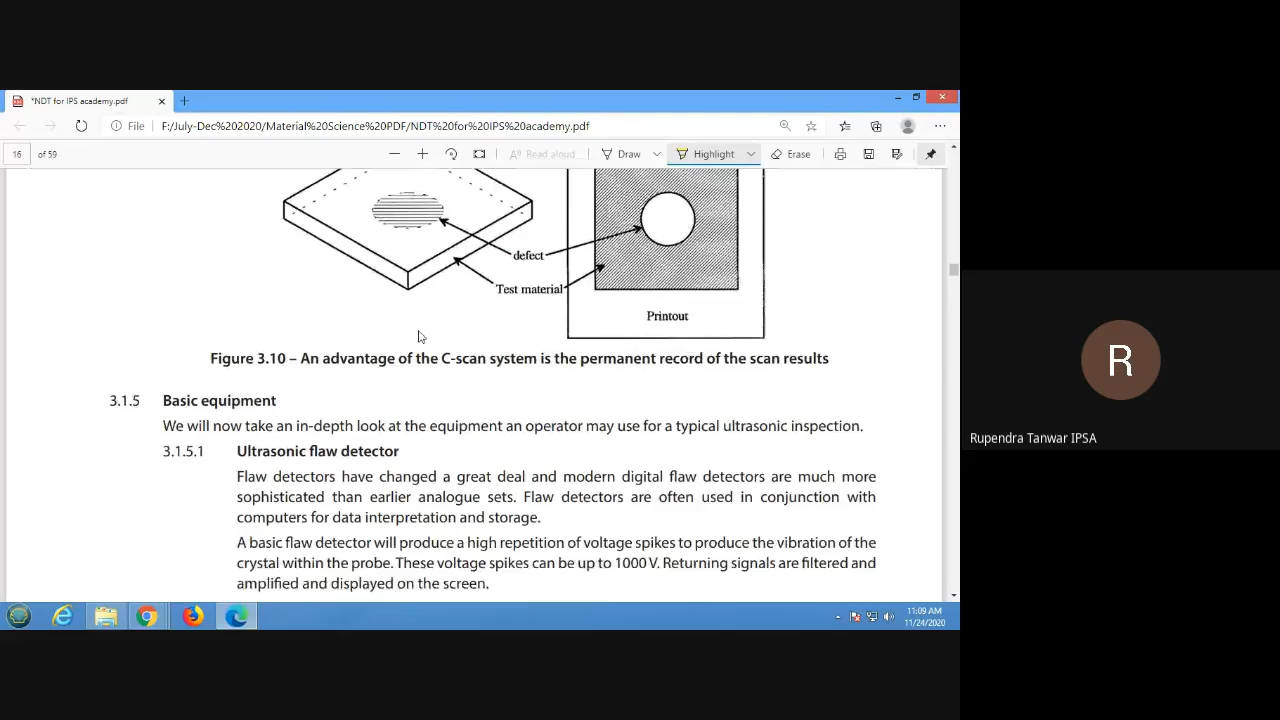 *NDT for IPS academy.pdf
File F:/July-Dec%202020/Material%20Science%20PDF/NDT%20for%20IPS%20academy.pdf
16 of 59 Read aloud Draw Highlight Erase
defect
Test material
Printout
Figure 3.10 – An advantage of the C-scan system is the permanent record of the scan results
3.1.5 Basic equipment
We will now take an in-depth look at the equipment an operator may use for a typical ultrasonic inspection.
3.1.5.1 Ultrasonic flaw detector
Flaw detectors have changed a great deal and modern digital flaw detectors are much more
sophisticated than earlier analogue sets. Flaw detectors are often used in conjunction with
computers for data interpretation and storage.
A basic flaw detector will produce a high repetition of voltage spikes to produce the vibration of the
crystal within the probe. These voltage spikes can be up to 1000 V. Returning signals are filtered and
amplified and displayed on the screen.
11:09 AM
11/24/2020
R
Rupendra Tanwar IPSA